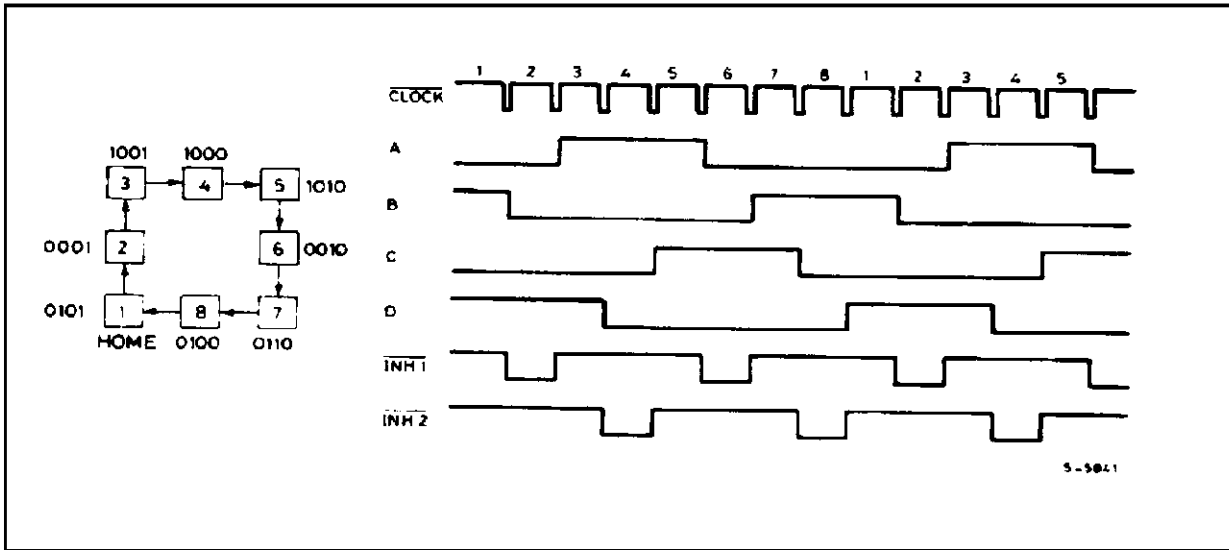 1 2 3 4 5 6 7 8 1 2 3 4 5
CLOCK
A
B
C
D
INH 1
INH 2
1001 1000
3 4 5 1010
0001 2 6 0010
0101 1 8 7
HOME 0100 0110
S-5841